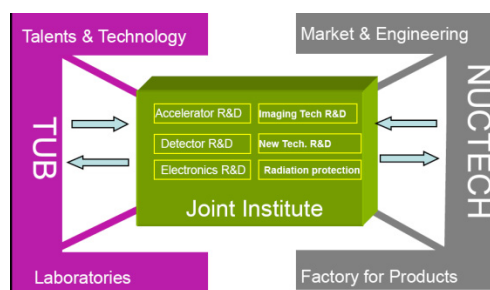 Talents & Technology
Market & Engineering
TUB
NUCTECH
Accelerator R&D
Imaging Tech R&D
Detector R&D
New Tech. R&D
Electronics R&D
Radiation protection
Joint Institute
Laboratories
Factory for Products